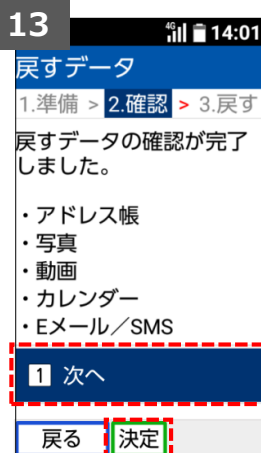 13
4G 14:01
戻すデータ
1.準備 > 2.確認 > 3.戻す
戻すデータの確認が完了
しました。
・アドレス帳
・写真
・動画
・カレンダー
・Eメール／SMS
1 次へ
戻る 決定